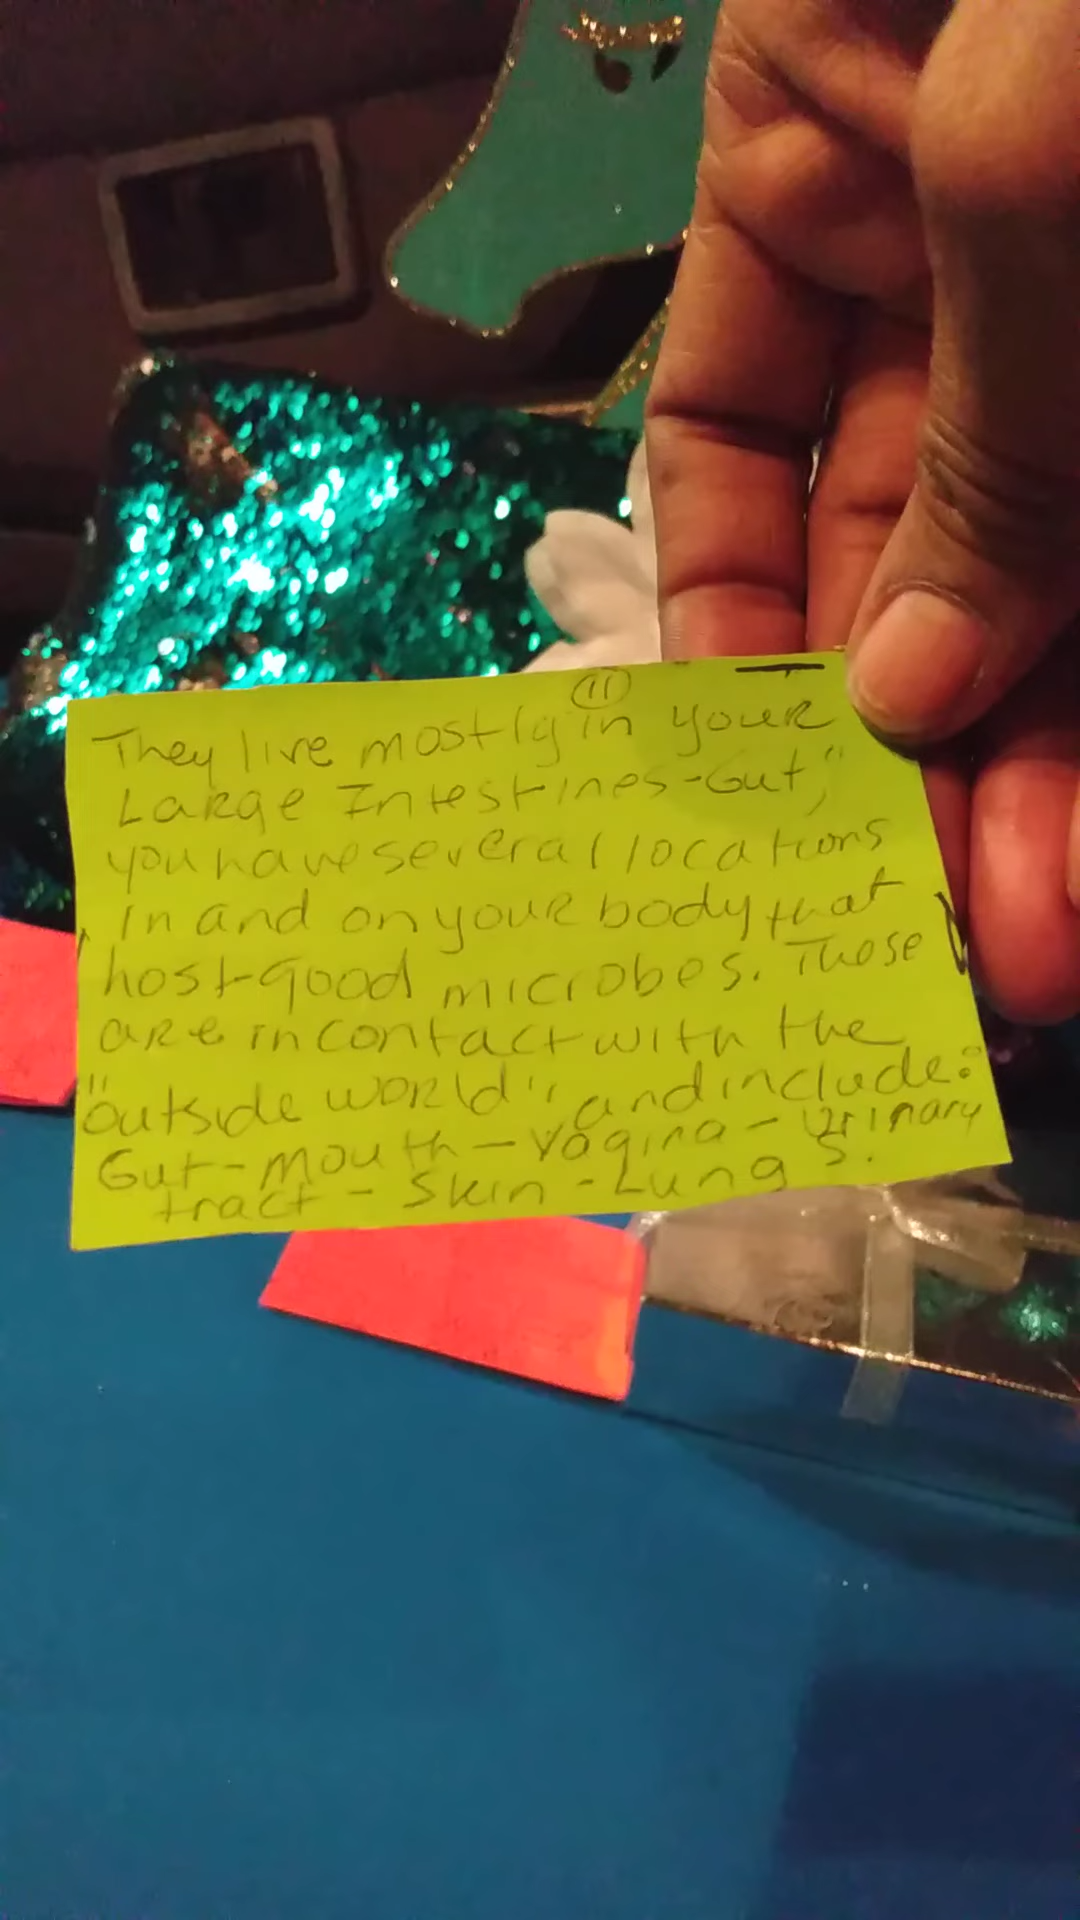 (11)
They live mostly in your
Large Intestines-Gut,"
you have several locations
in and on your body that
host good microbes. These
are in contact with the
"outside world", and include:
Gut - mouth - Vagina - Urinary
tract - Skin - Lungs.